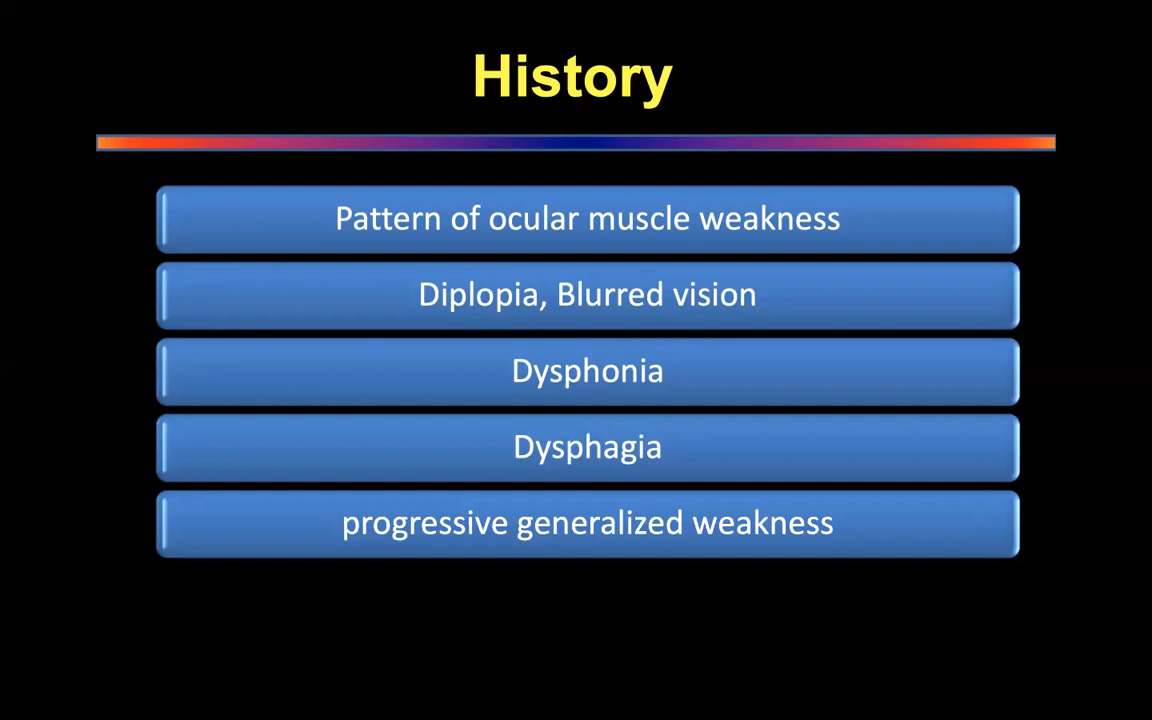 History
Pattern of ocular muscle weakness
Diplopia, Blurred vision
Dysphonia
Dysphagia
progressive generalized weakness